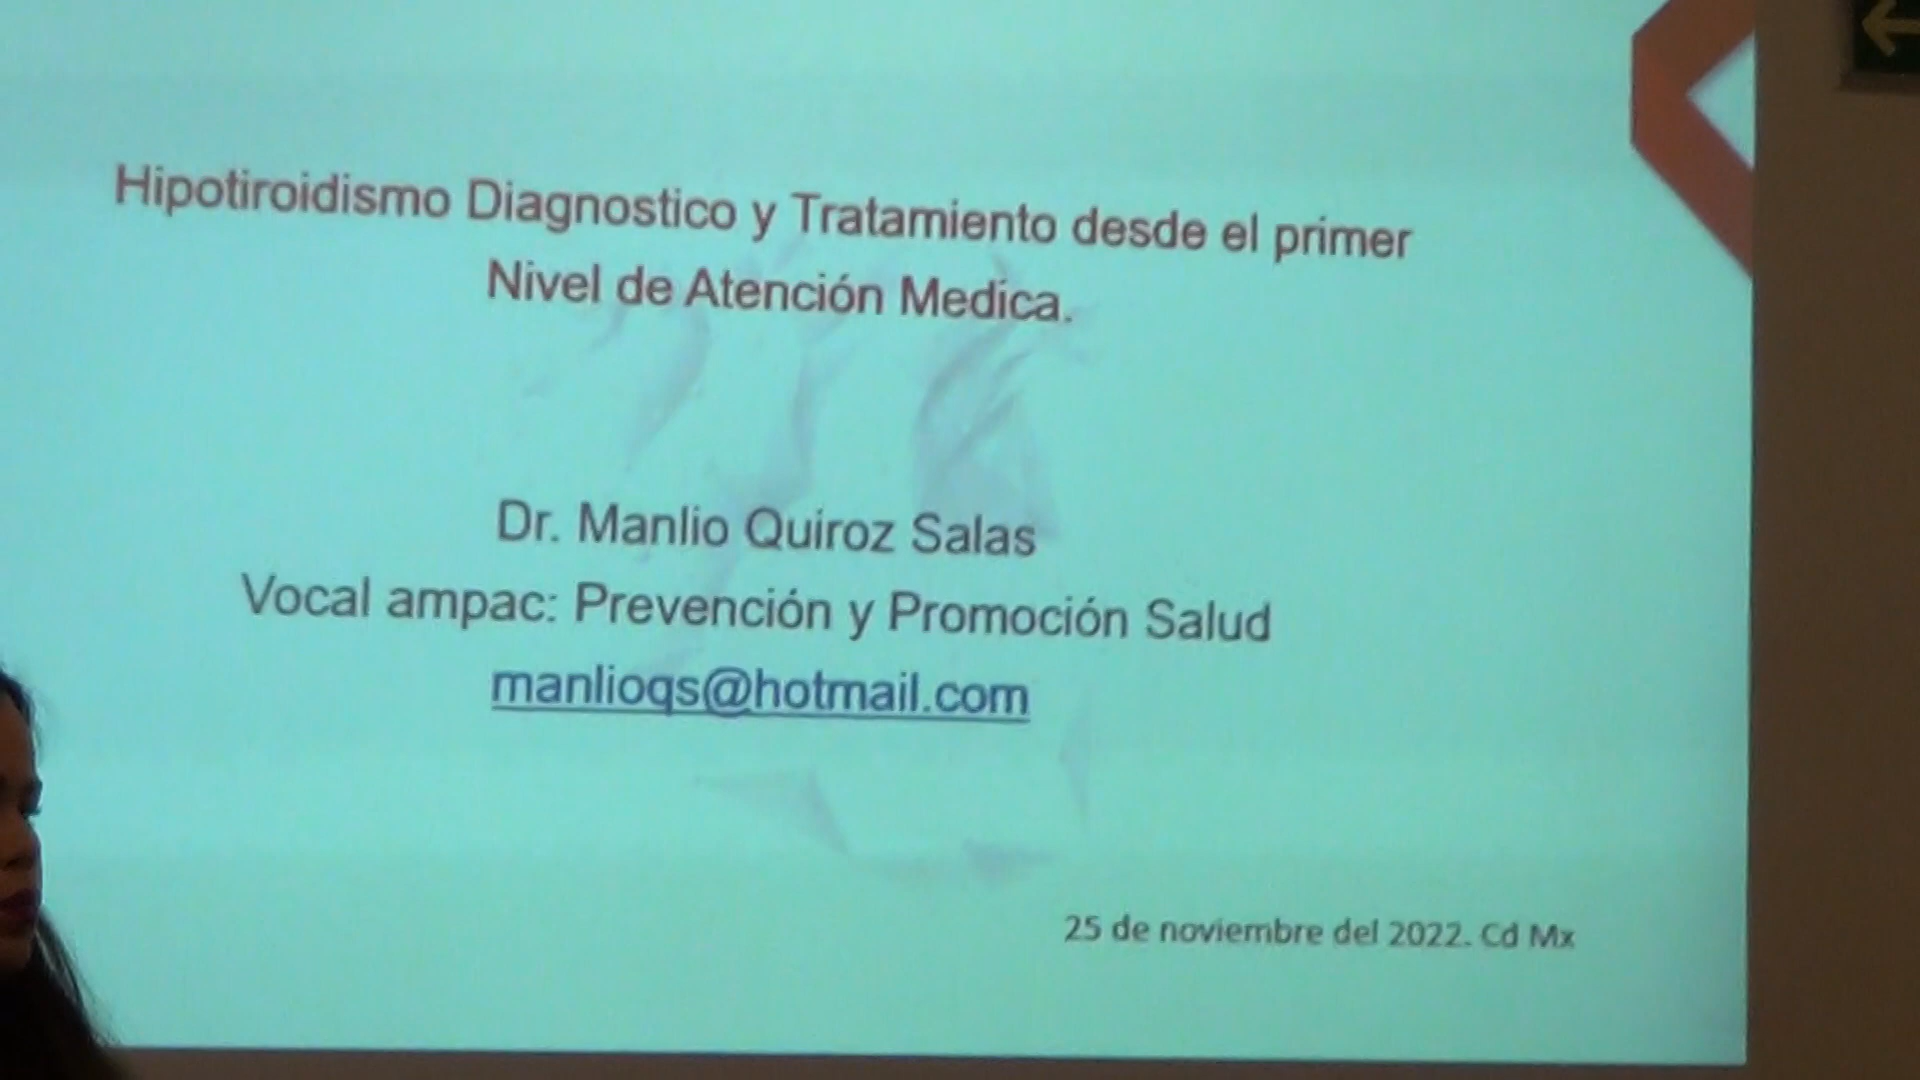 Hipotiroidismo Diagnostico y Tratamiento desde el primer
Nivel de Atención Medica.
Dr. Manlio Quiroz Salas
Vocal ampac: Prevención y Promoción Salud
manlioqs@hotmail.com
25 de noviembre del 2022. Cd Mx